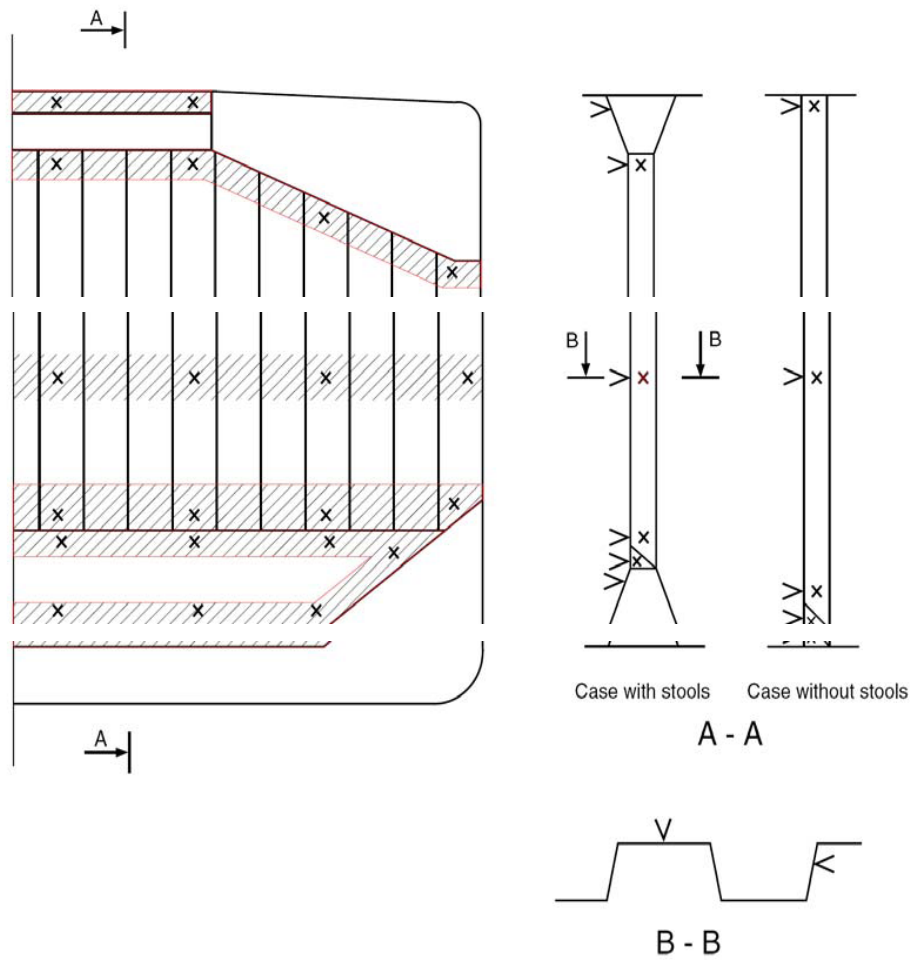 A
B
B
Case with stools
Case without stools
A - A
A
B - B